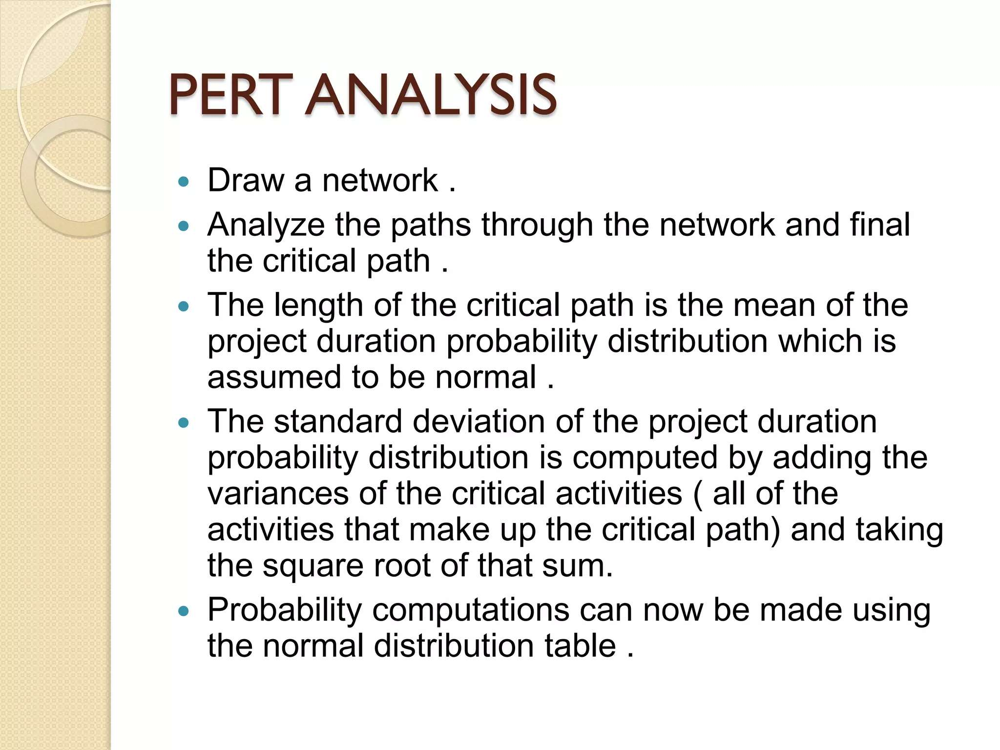 PERT ANALYSIS
Draw a network .
Analyze the paths through the network and final
the critical path .
The length of the critical path is the mean of the
project duration probability distribution which is
assumed to be normal .
The standard deviation of the project duration
probability distribution is computed by adding the
variances of the critical activities ( all of the
activities that make up the critical path) and taking
the square root of that sum.
Probability computations can now be made using
the normal distribution table .